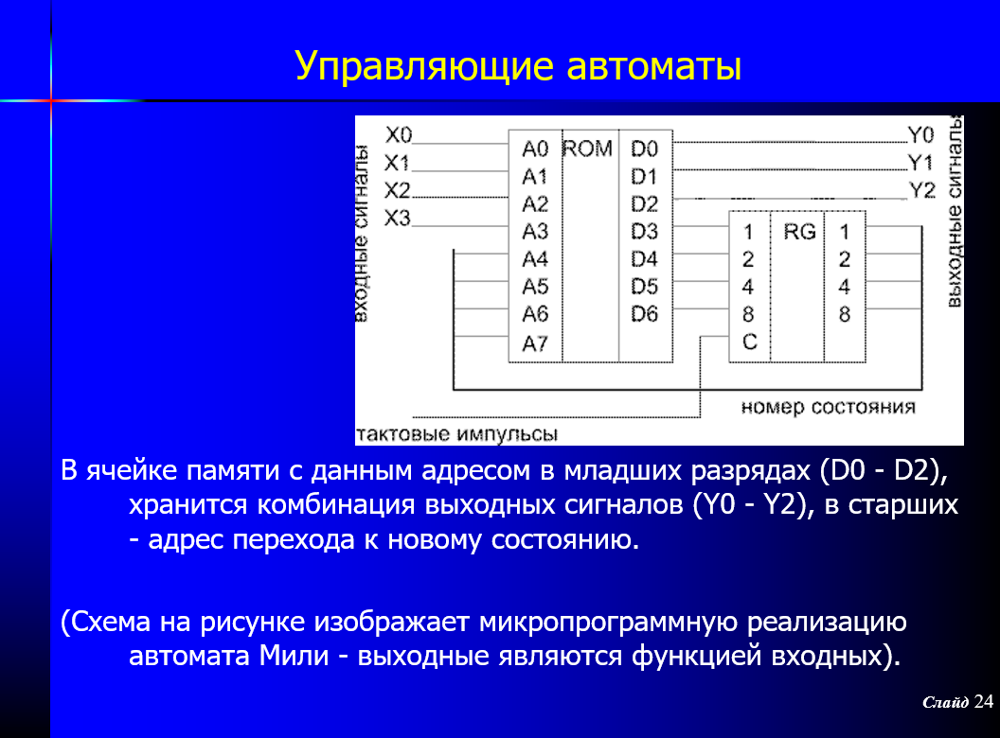 Управляющие автоматы
X0
X1
X2
X3
входные сигналы
A0 ROM D0
A1 D1
A2 D2
A3 D3
A4 D4
A5 D5
A6 D6
A7
Y0
Y1
Y2
выходные сигналы
1 RG 1
2 2
4 4
8 8
C
номер состояния
тактовые импульсы
В ячейке памяти с данным адресом в младших разрядах (D0 - D2),
хранится комбинация выходных сигналов (Y0 - Y2), в старших
- адрес перехода к новому состоянию.
(Схема на рисунке изображает микропрограммную реализацию
автомата Мили - выходные являются функцией входных).
Слайд 24